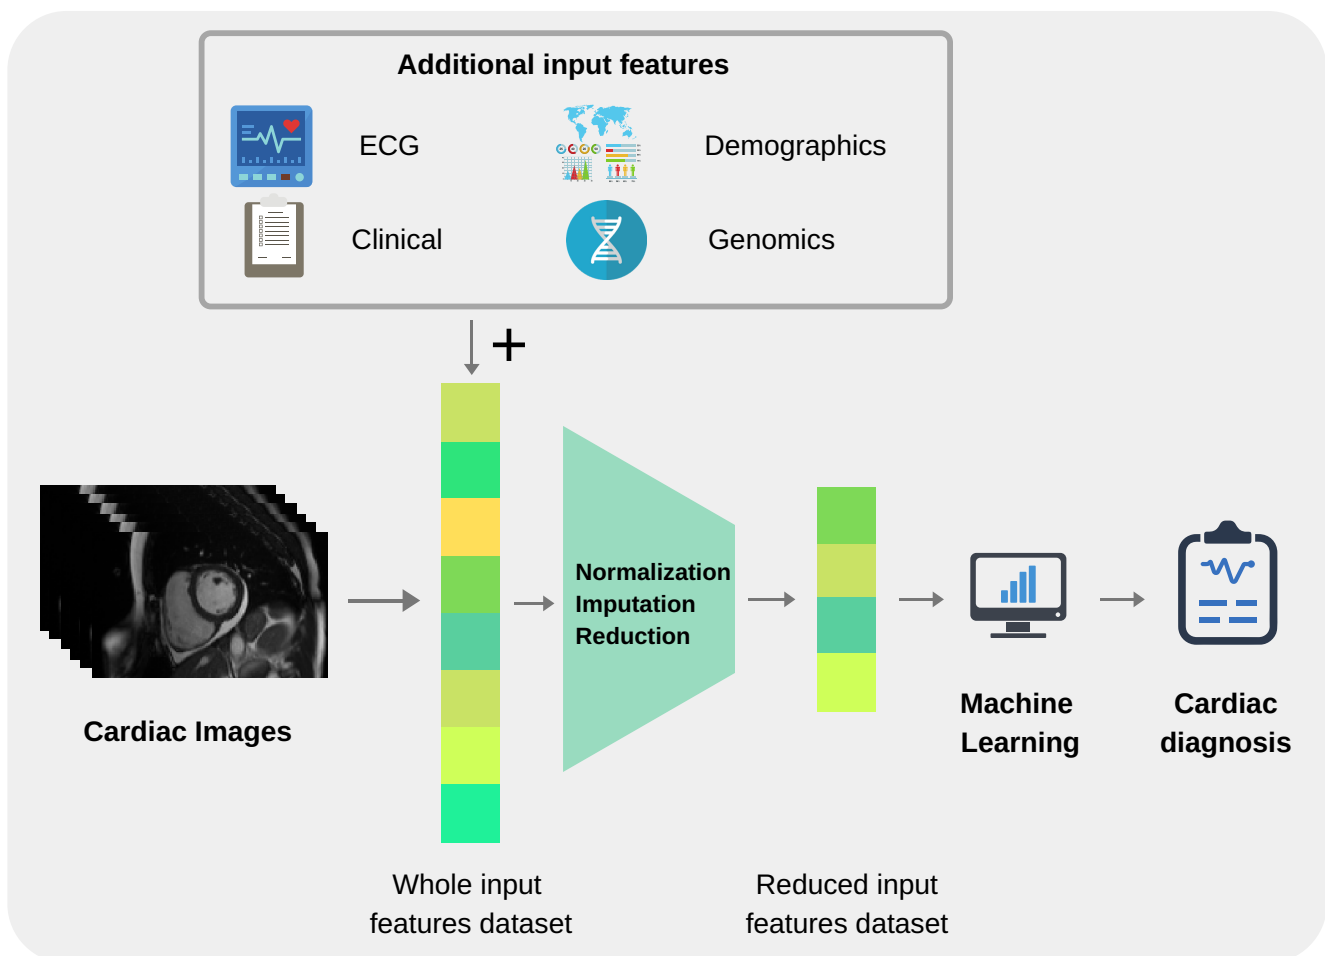 Additional input features
ECG
Demographics
Clinical
Genomics
+
Normalization
Imputation
Reduction
Cardiac Images
Machine
Learning
Cardiac
diagnosis
Whole input
features dataset
Reduced input
features dataset